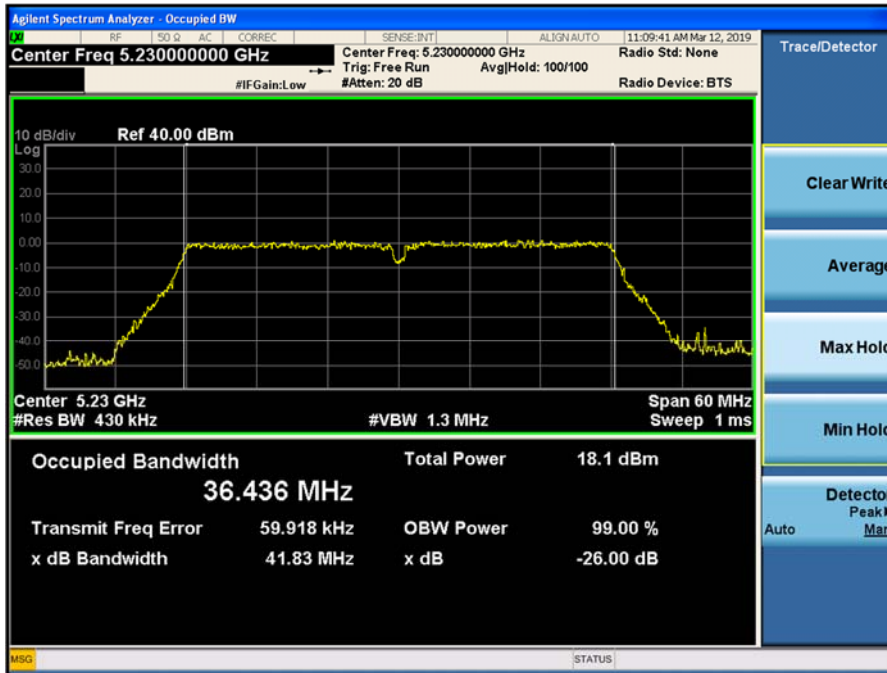 Agilent Spectrum Analyzer - Occupied BW
LXI RF 50 Ω AC CORREC SENSE:INT ALIGN AUTO 11:09:41 AM Mar 12, 2019
Center Freq 5.230000000 GHz
Center Freq: 5.230000000 GHz Radio Std: None
Trig: Free Run Avg|Hold: 100/100
#IFGain:Low #Atten: 20 dB Radio Device: BTS
Trace/Detector
10 dB/div Ref 40.00 dBm
Log
30.0
20.0
10.0
0.00
-10.0
-20.0
-30.0
-40.0
-50.0
Center 5.23 GHz Span 60 MHz
#Res BW 430 kHz #VBW 1.3 MHz Sweep 1 ms
Occupied Bandwidth Total Power 18.1 dBm
36.436 MHz
Transmit Freq Error 59.918 kHz OBW Power 99.00 %
x dB Bandwidth 41.83 MHz x dB -26.00 dB
Clear Write
Average
Max Hold
Min Hold
Detector
Peak
Auto Man
MSG STATUS